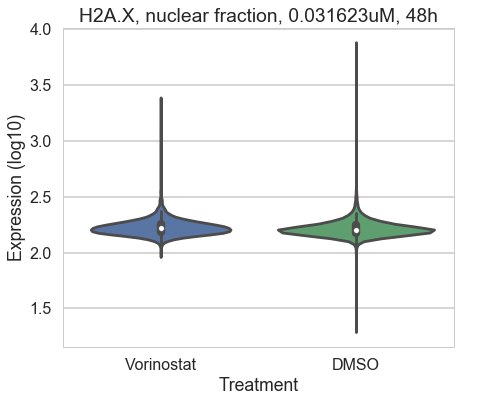 H2A.X, nuclear fraction, 0.031623uM, 48h
4.0
3.5
3.0
2.5
2.0
1.5
Expression (log10)
Vorinostat DMSO
Treatment